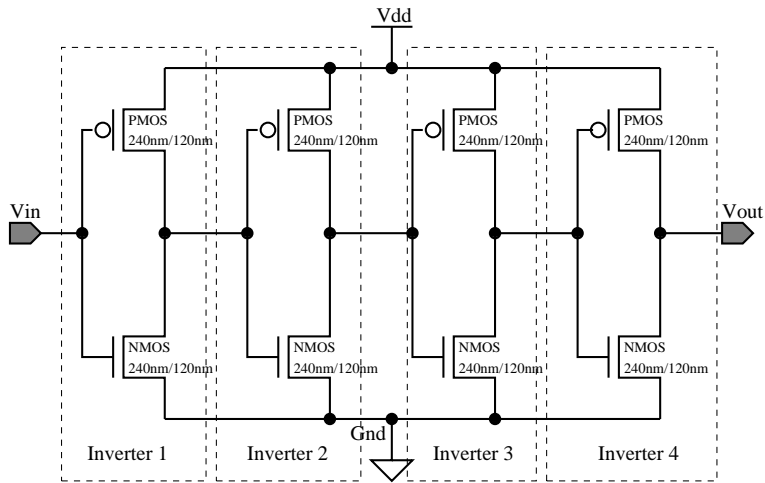 Vdd
PMOS
240nm/120nm
PMOS
240nm/120nm
PMOS
240nm/120nm
PMOS
240nm/120nm
Vin
Vout
NMOS
240nm/120nm
NMOS
240nm/120nm
NMOS
240nm/120nm
NMOS
240nm/120nm
Gnd
Inverter 1
Inverter 2
Inverter 3
Inverter 4